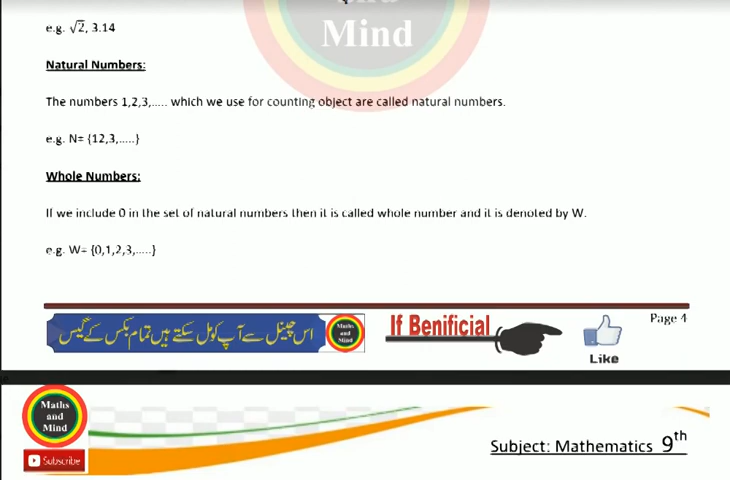 Mind
e.g. √2, 3.14
Natural Numbers:
The numbers 1,2,3,..... which we use for counting object are called natural numbers.
e.g. N= {12,3,.....}
Whole Numbers:
If we include 0 in the set of natural numbers then it is called whole number and it is denoted by W.
e.g. W= {0,1,2,3,.....}
اس چینل سے آپ کو مل سکتے ہیں تمام بکس کے گیس
Maths
and
Mind
If Benificial
Like
Page 4
Maths
and
Mind
Subscribe
Subject: Mathematics 9th